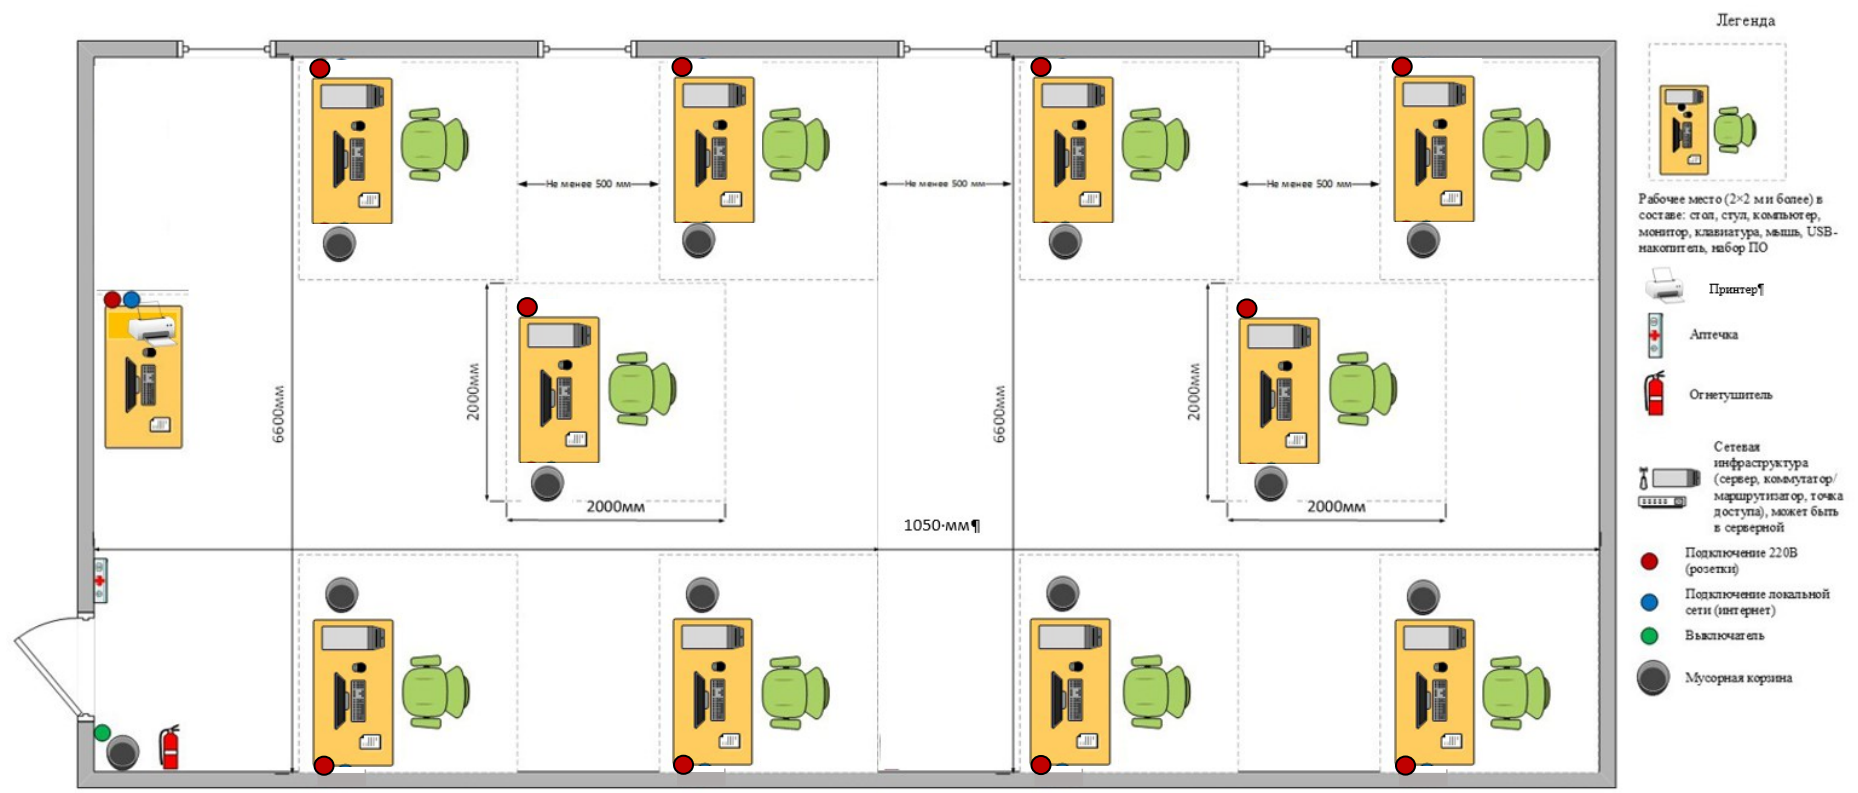 Легенда
Не менее 500 мм
Не менее 500 мм
Не менее 500 мм
Рабочее место (2×2 м и более) в
составе: стол, стул, компьютер,
монитор, клавиатура, мышь, USB-
накопитель, набор ПО
Принтер¶
Аптечка
Огнетушитель
6600мм
2000мм
6600мм
2000мм
Сетевая
инфраструктура
(сервер, коммутатор/
маршрутизатор, точка
доступа), может быть
в серверной
2000мм
2000мм
1050·мм¶
Подключение 220В
(розетки)
Подключение локальной
сети (интернет)
Выключатель
Мусорная корзина